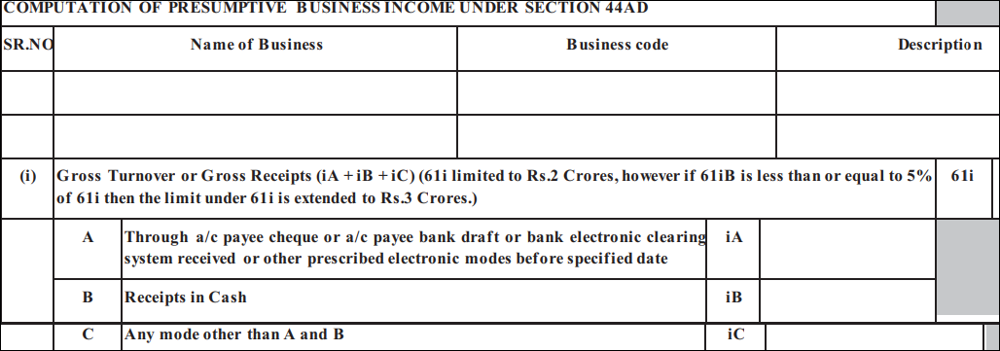 COMPUTATION OF PRESUMPTIVE BUSINESS INCOME UNDER SECTION 44AD
SR.NO Name of Business Business code Description
(i) Gross Turnover or Gross Receipts (iA + iB + iC) (61i limited to Rs.2 Crores, however if 61iB is less than or equal to 5% 61i
of 61i then the limit under 61i is extended to Rs.3 Crores.)
A Through a/c payee cheque or a/c payee bank draft or bank electronic clearing iA
system received or other prescribed electronic modes before specified date
B Receipts in Cash iB
C Any mode other than A and B iC